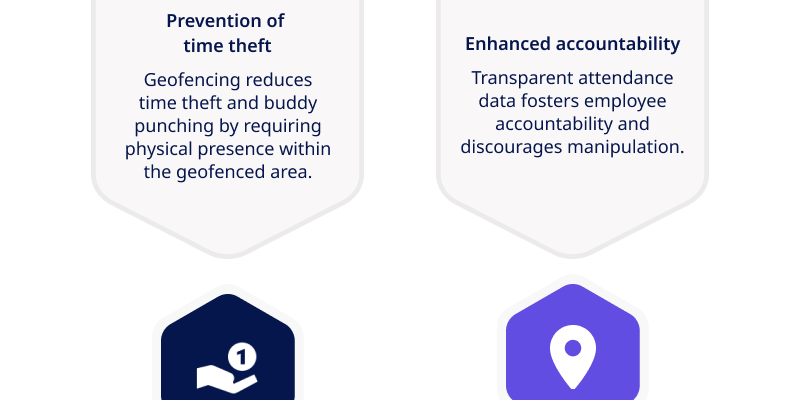 Prevention of
time theft
Geofencing reduces
time theft and buddy
punching by requiring
physical presence within
the geofenced area.
Enhanced accountability
Transparent attendance
data fosters employee
accountability and
discourages manipulation.
1